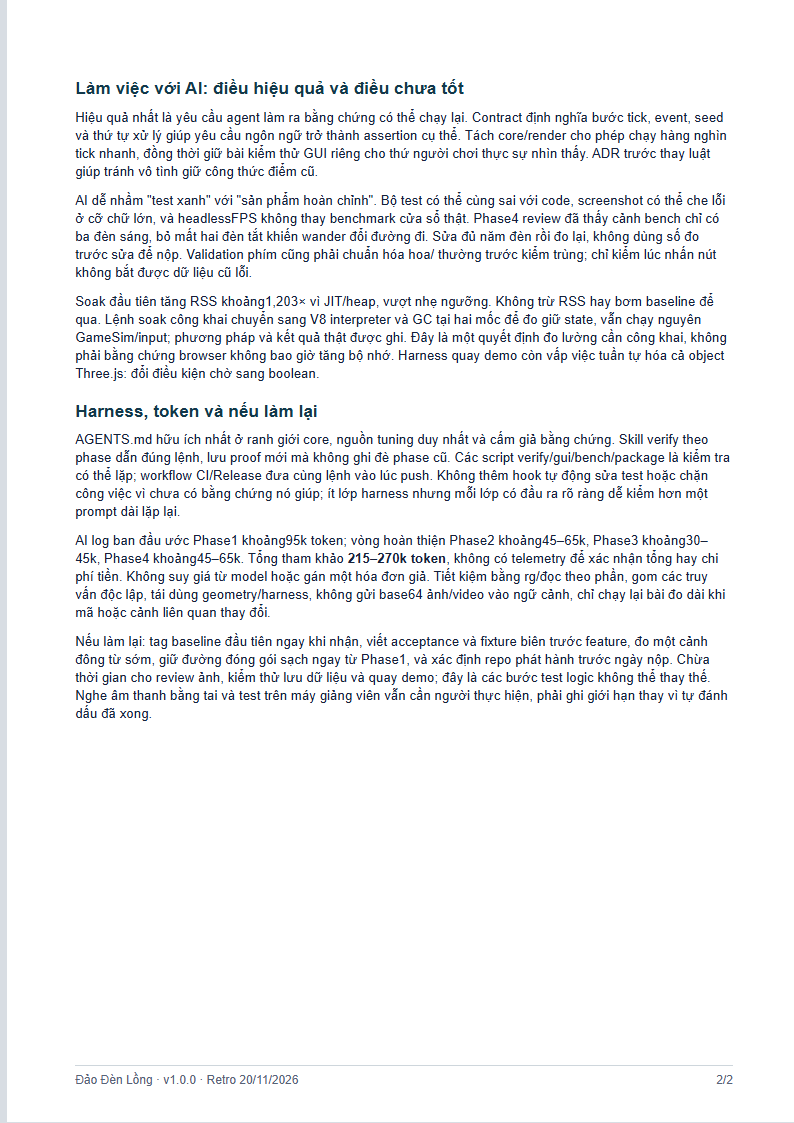 Làm việc với AI: điều hiệu quả và điều chưa tốt
Hiệu quả nhất là yêu cầu agent làm ra bằng chứng có thể chạy lại. Contract định nghĩa bước tick, event, seed
và thứ tự xử lý giúp yêu cầu ngôn ngữ trở thành assertion cụ thể. Tách core/render cho phép chạy hàng nghìn
tick nhanh, đồng thời giữ bài kiểm thử GUI riêng cho thứ người chơi thực sự nhìn thấy. ADR trước thay luật
giúp tránh vô tình giữ công thức điểm cũ.
AI dễ nhầm "test xanh" với "sản phẩm hoàn chỉnh". Bộ test có thể cùng sai với code, screenshot có thể che lỗi
ở cỡ chữ lớn, và headlessFPS không thay benchmark cửa sổ thật. Phase4 review đã thấy cảnh bench chỉ có
ba đèn sáng, bỏ mất hai đèn tắt khiến wander đổi đường đi. Sửa đủ năm đèn rồi đo lại, không dùng số đo
trước sửa để nộp. Validation phím cũng phải chuẩn hóa hoa/ thường trước kiểm trùng; chỉ kiểm lúc nhấn nút
không bắt được dữ liệu cũ lỗi.
Soak đầu tiên tăng RSS khoảng1,203× vì JIT/heap, vượt nhẹ ngưỡng. Không trừ RSS hay bơm baseline để
qua. Lệnh soak công khai chuyển sang V8 interpreter và GC tại hai mốc để đo giữ state, vẫn chạy nguyên
GameSim/input; phương pháp và kết quả thật được ghi. Đây là một quyết định đo lường cần công khai, không
phải bằng chứng browser không bao giờ tăng bộ nhớ. Harness quay demo còn vấp việc tuần tự hóa cả object
Three.js: đổi điều kiện chờ sang boolean.
Harness, token và nếu làm lại
AGENTS.md hữu ích nhất ở ranh giới core, nguồn tuning duy nhất và cấm giả bằng chứng. Skill verify theo
phase dẫn đúng lệnh, lưu proof mới mà không ghi đè phase cũ. Các script verify/gui/bench/package là kiểm tra
có thể lặp; workflow CI/Release đưa cùng lệnh vào lúc push. Không thêm hook tự động sửa test hoặc chặn
công việc vì chưa có bằng chứng nó giúp; ít lớp harness nhưng mỗi lớp có đầu ra rõ ràng dễ kiểm hơn một
prompt dài lặp lại.
AI log ban đầu ước Phase1 khoảng95k token; vòng hoàn thiện Phase2 khoảng45–65k, Phase3 khoảng30–
45k, Phase4 khoảng45–65k. Tổng tham khảo 215–270k token, không có telemetry để xác nhận tổng hay chi
phí tiền. Không suy giá từ model hoặc gán một hóa đơn giả. Tiết kiệm bằng rg/đọc theo phần, gom các truy
vấn độc lập, tái dùng geometry/harness, không gửi base64 ảnh/video vào ngữ cảnh, chỉ chạy lại bài đo dài khi
mã hoặc cảnh liên quan thay đổi.
Nếu làm lại: tag baseline đầu tiên ngay khi nhận, viết acceptance và fixture biên trước feature, đo một cảnh
đông từ sớm, giữ đường đóng gói sạch ngay từ Phase1, và xác định repo phát hành trước ngày nộp. Chừa
thời gian cho review ảnh, kiểm thử lưu dữ liệu và quay demo; đây là các bước test logic không thể thay thế.
Nghe âm thanh bằng tai và test trên máy giảng viên vẫn cần người thực hiện, phải ghi giới hạn thay vì tự đánh
dấu đã xong.
Đảo Đèn Lồng · v1.0.0 · Retro 20/11/2026
2/2